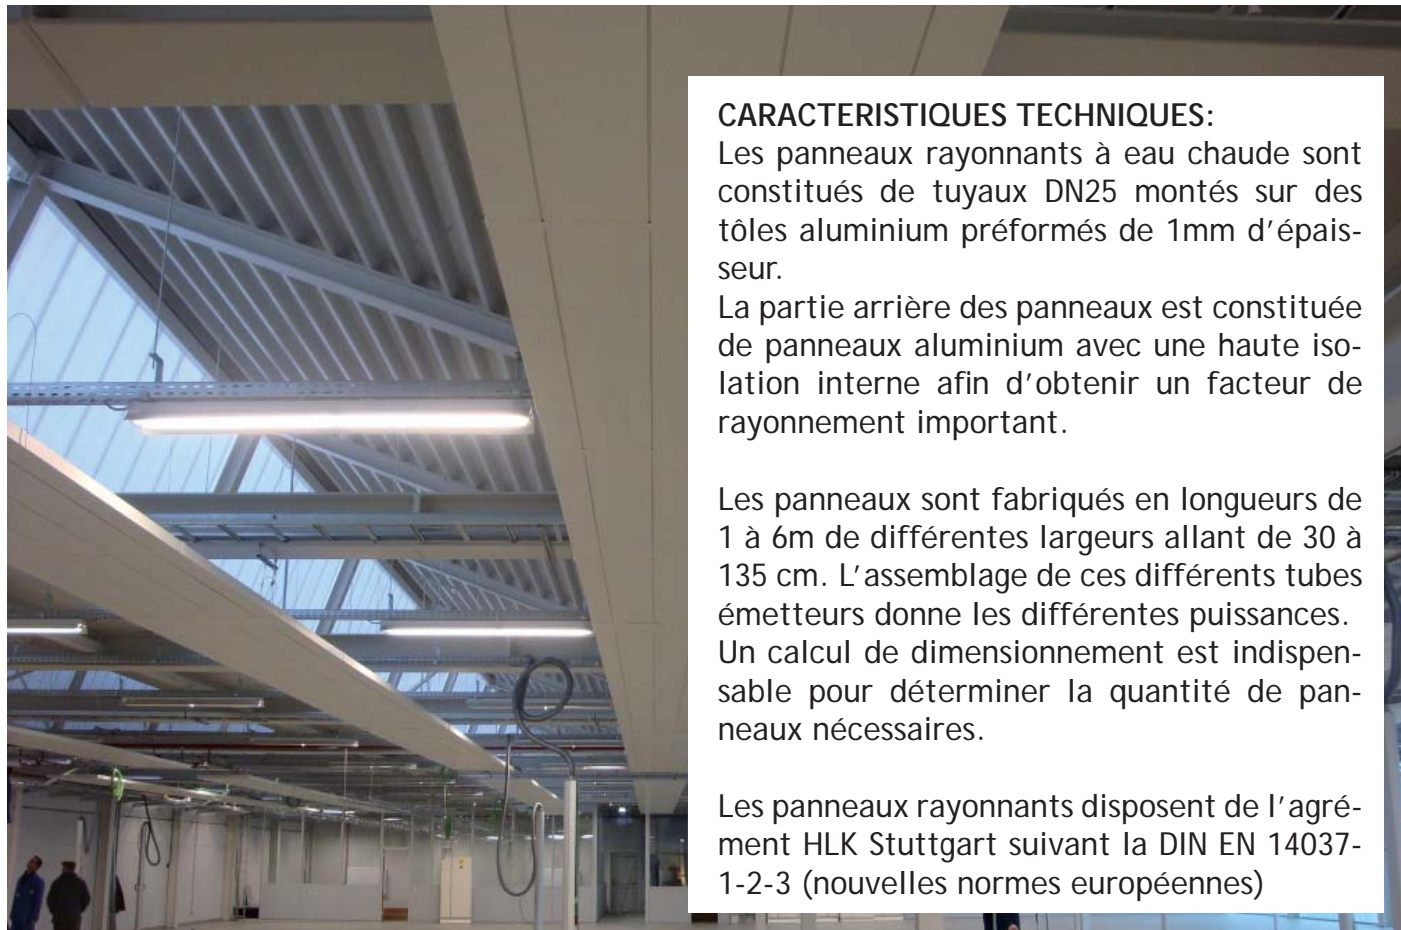 CARACTERISTIQUES TECHNIQUES:
Les panneaux rayonnants à eau chaude sont
constitués de tuyaux DN25 montés sur des
tôles aluminium préformés de 1mm d'épais-
seur.
La partie arrière des panneaux est constituée
de panneaux aluminium avec une haute iso-
lation interne afin d'obtenir un facteur de
rayonnement important.
Les panneaux sont fabriqués en longueurs de
1 à 6m de différentes largeurs allant de 30 à
135 cm. L'assemblage de ces différents tubes
émetteurs donne les différentes puissances.
Un calcul de dimensionnement est indispen-
sable pour déterminer la quantité de pan-
neaux nécessaires.
Les panneaux rayonnants disposent de l'agré-
ment HLK Stuttgart suivant la DIN EN 14037-
1-2-3 (nouvelles normes européennes)